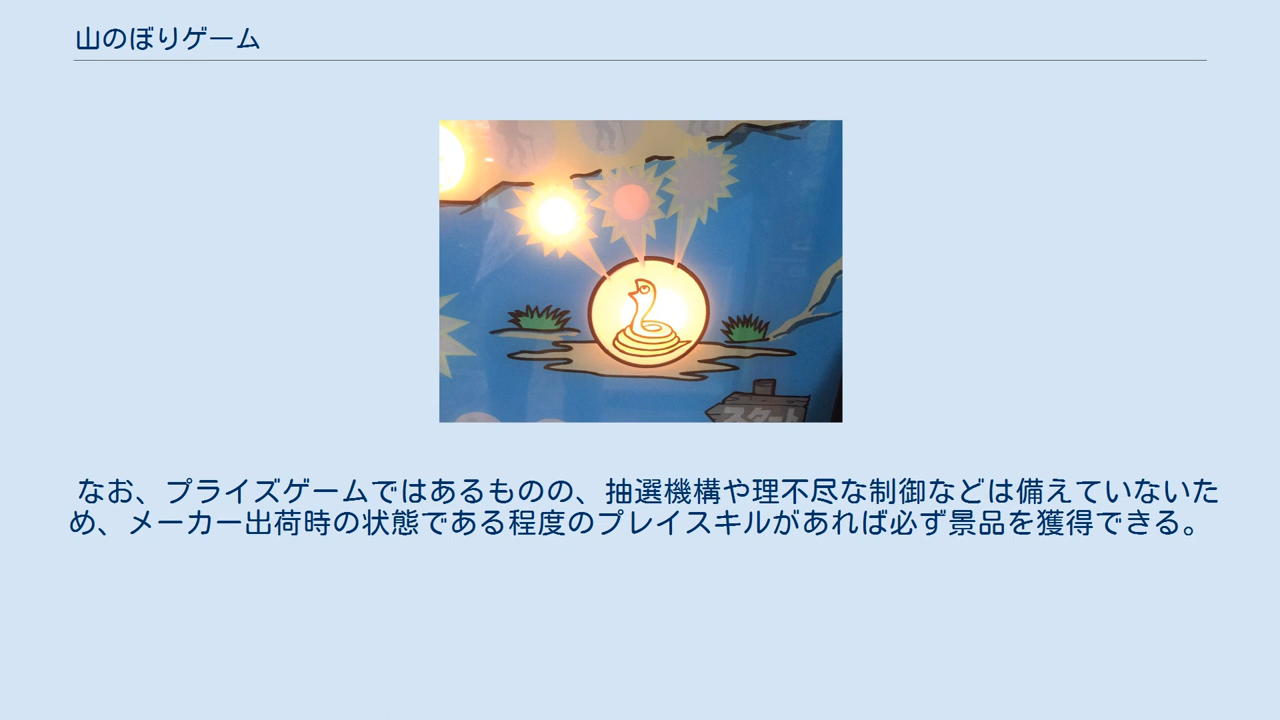 山のぼりゲーム
スタート
なお、プライズゲームではあるものの、抽選機構や理不尽な制御などは備えていないた
め、メーカー出荷時の状態である程度のプレイスキルがあれば必ず景品を獲得できる。